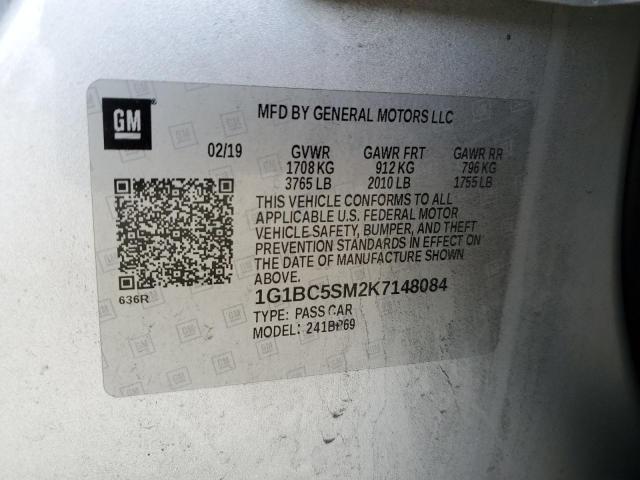 GM
MFD BY GENERAL MOTORS LLC
02/19 GVWR GAWR FRT GAWR RR
1708 KG 912 KG 796 KG
3765 LB 2010 LB 1755 LB
THIS VEHICLE CONFORMS TO ALL
APPLICABLE U.S. FEDERAL MOTOR
VEHICLE SAFETY, BUMPER, AND THEFT
PREVENTION STANDARDS IN EFFECT ON
THE DATE OF MANUFACTURE SHOWN
ABOVE.
636R
1G1BC5SM2K7148084
TYPE: PASS CAR
MODEL: